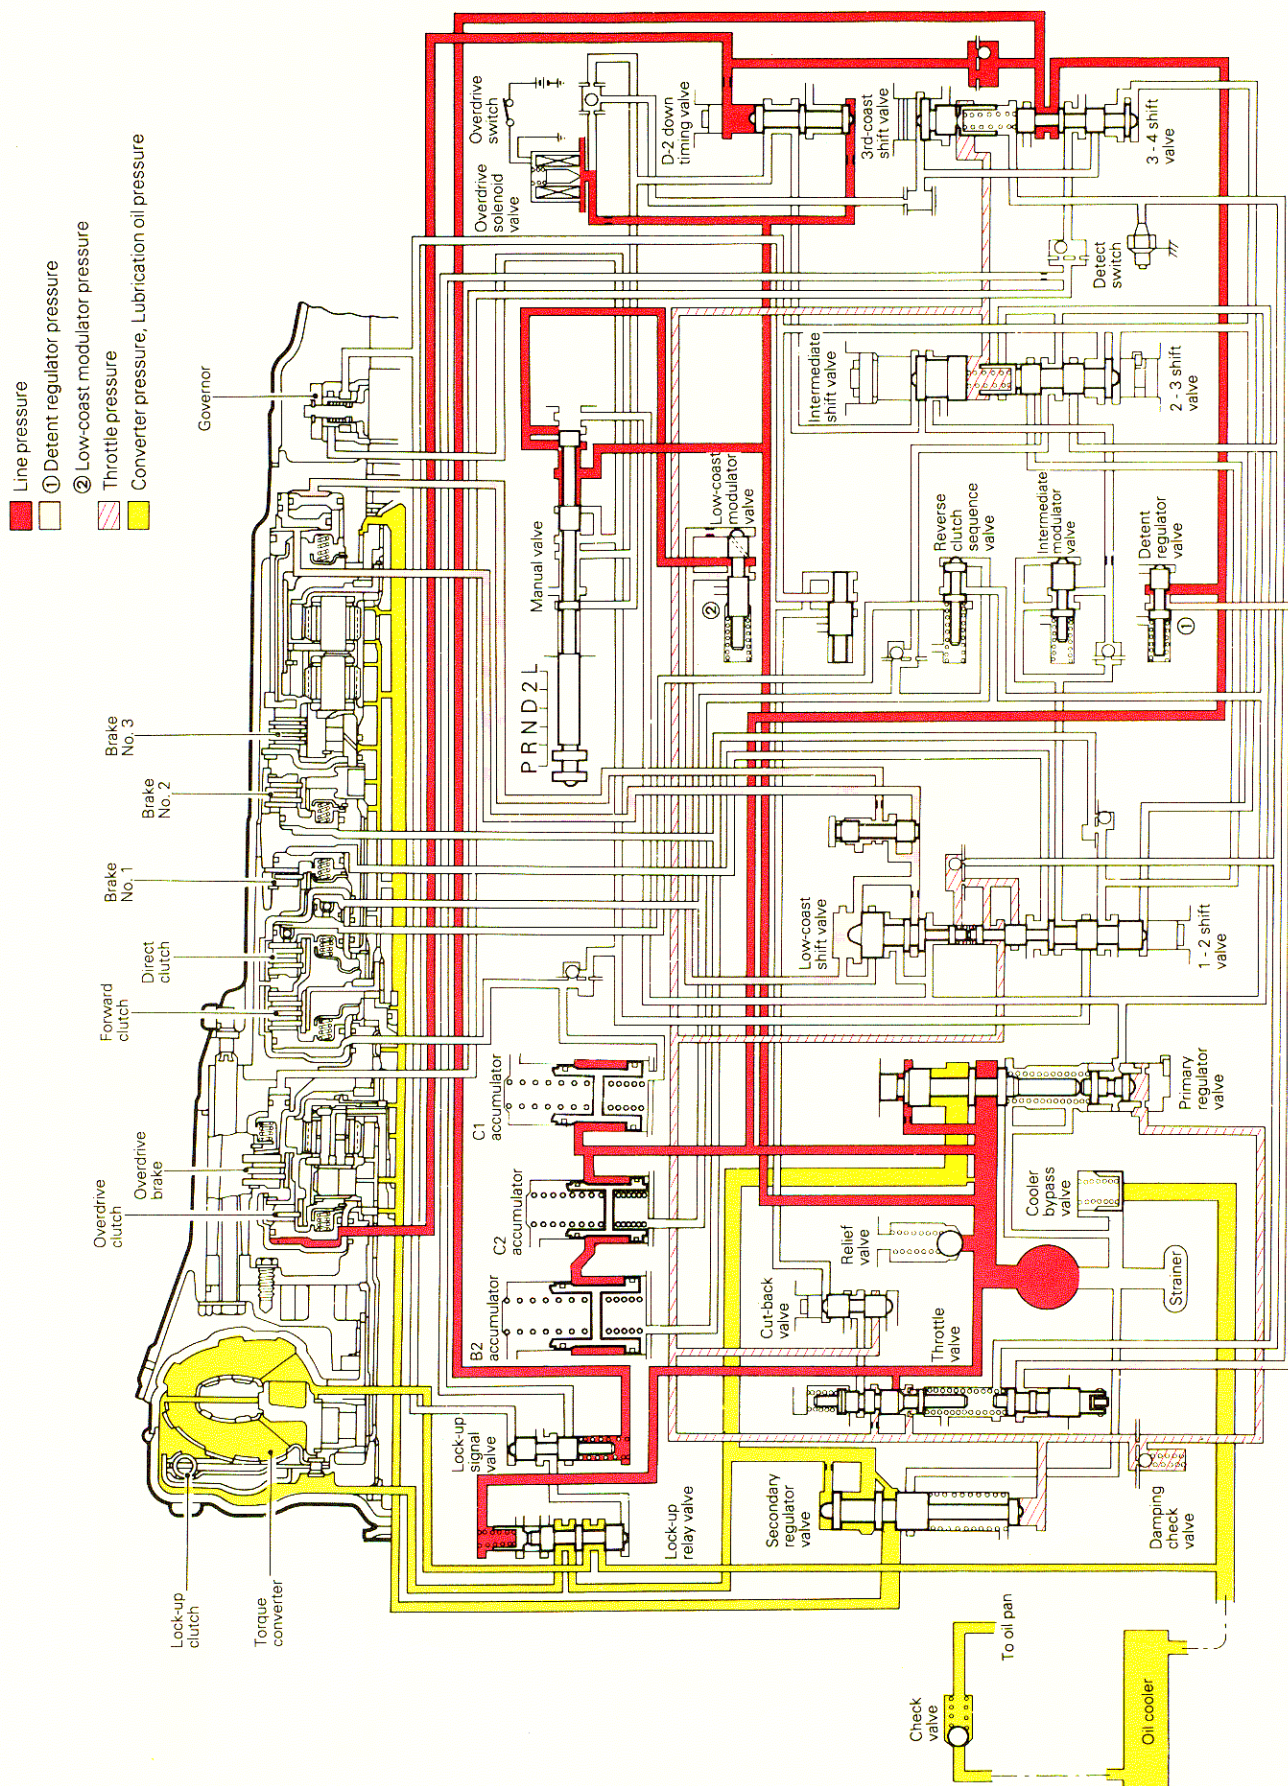 Line pressure
① Detent regulator pressure
② Low-coast modulator pressure
Throttle pressure
Converter pressure, Lubrication oil pressure
Lock-up
clutch
Torque
converter
Overdrive
clutch
Overdrive
brake
Forward
clutch
Direct
clutch
Brake
No. 1
Brake
No. 2
Brake
No. 3
Governor
Lock-up
signal
valve
B2
accumulator
C2
accumulator
C1
accumulator
P R N D 2 L
Manual valve
Overdrive
solenoid
valve
Overdrive
switch
Lock-up
relay valve
②
Low-coast
modulator
valve
D-2 down
timing valve
Secondary
regulator
valve
Cut-back
valve
Relief
valve
Low-coast
shift valve
Intermediate
shift valve
3rd-coast
shift valve
Throttle
valve
Reverse
clutch
sequence
valve
Check
valve
To oil pan
Cooler
bypass
valve
Intermediate
modulator
valve
Detect
switch
Oil cooler
Damping
check
valve
Strainer
Primary
regulator
valve
1 - 2 shift
valve
①
Detent
regulator
valve
2 - 3 shift
valve
3 - 4 shift
valve